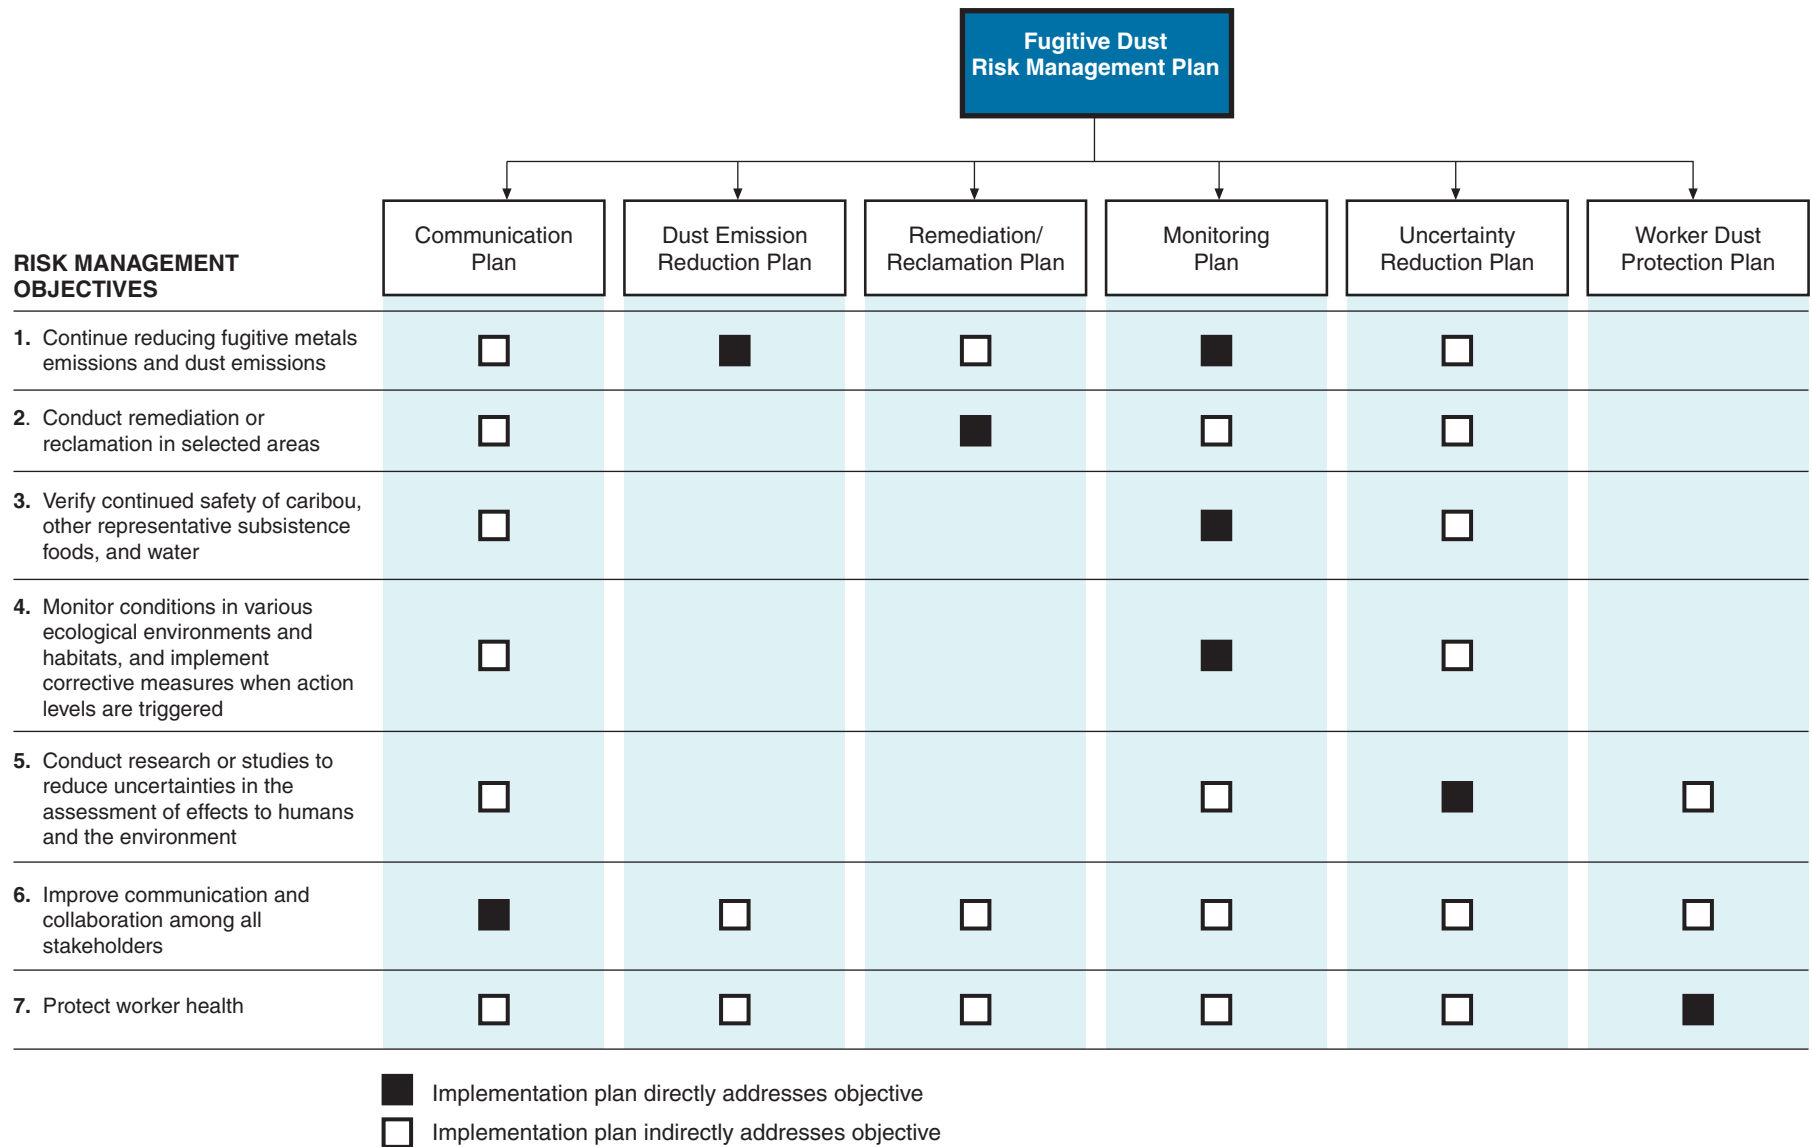 Fugitive Dust
Risk Management Plan
Communication
Plan
Dust Emission
Reduction Plan
Remediation/
Reclamation Plan
Monitoring
Plan
Uncertainty
Reduction Plan
Worker Dust
Protection Plan
RISK MANAGEMENT
OBJECTIVES
1. Continue reducing fugitive metals
emissions and dust emissions
2. Conduct remediation or
reclamation in selected areas
3. Verify continued safety of caribou,
other representative subsistence
foods, and water
4. Monitor conditions in various
ecological environments and
habitats, and implement
corrective measures when action
levels are triggered
5. Conduct research or studies to
reduce uncertainties in the
assessment of effects to humans
and the environment
6. Improve communication and
collaboration among all
stakeholders
7. Protect worker health
Implementation plan directly addresses objective
Implementation plan indirectly addresses objective